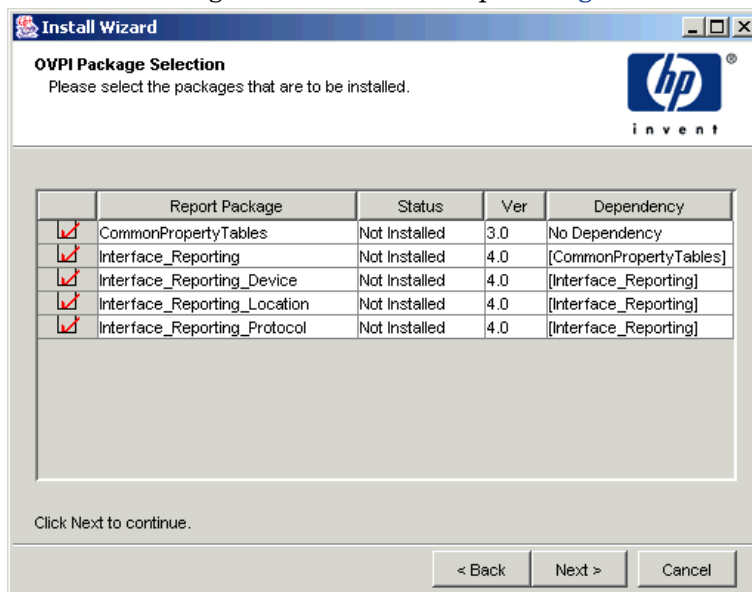 Install Wizard
OVPI Package Selection
Please select the packages that are to be installed.
hp ®
invent
Report Package Status Ver Dependency
CommonPropertyTables Not Installed 3.0 No Dependency
Interface_Reporting Not Installed 4.0 [CommonPropertyTables]
Interface_Reporting_Device Not Installed 4.0 [Interface_Reporting]
Interface_Reporting_Location Not Installed 4.0 [Interface_Reporting]
Interface_Reporting_Protocol Not Installed 4.0 [Interface_Reporting]
Click Next to continue.
< Back Next > Cancel